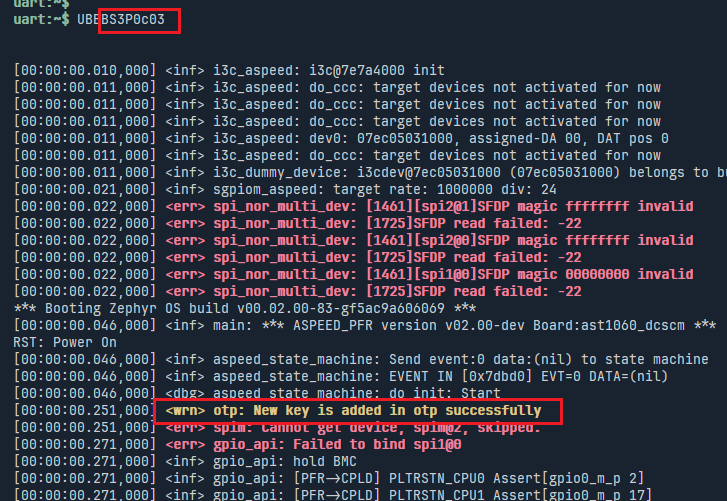 uart:~$
uart:~$ UBEBS3P0c03
[00:00:00.010,000] <inf> i3c_aspeed: i3c@7e7a4000 init
[00:00:00.011,000] <inf> i3c_aspeed: do_ccc: target devices not activated for now
[00:00:00.011,000] <inf> i3c_aspeed: do_ccc: target devices not activated for now
[00:00:00.011,000] <inf> i3c_aspeed: do_ccc: target devices not activated for now
[00:00:00.011,000] <inf> i3c_aspeed: dev0: 07ec05031000, assigned-DA 00, DAT pos 0
[00:00:00.011,000] <inf> i3c_aspeed: do_ccc: target devices not activated for now
[00:00:00.011,000] <inf> i3c_dummy_device: i3cdev@7ec05031000 (07ec05031000) belongs to bu
[00:00:00.021,000] <inf> sgpiom_aspeed: target rate: 1000000 div: 24
[00:00:00.022,000] <err> spi_nor_multi_dev: [1461][spi2@1]SFDP magic ffffffff invalid
[00:00:00.022,000] <err> spi_nor_multi_dev: [1725]SFDP read failed: -22
[00:00:00.022,000] <err> spi_nor_multi_dev: [1461][spi2@0]SFDP magic ffffffff invalid
[00:00:00.022,000] <err> spi_nor_multi_dev: [1725]SFDP read failed: -22
[00:00:00.022,000] <err> spi_nor_multi_dev: [1461][spi1@0]SFDP magic 00000000 invalid
[00:00:00.022,000] <err> spi_nor_multi_dev: [1725]SFDP read failed: -22
*** Booting Zephyr OS build v00.02.00-83-gf5ac9a606069 ***
[00:00:00.046,000] <inf> main: *** ASPEED_PFR version v02.00-dev Board:ast1060_dcscm ***
RST: Power On
[00:00:00.046,000] <inf> aspeed_state_machine: Send event:0 data:(nil) to state machine
[00:00:00.046,000] <inf> aspeed_state_machine: EVENT IN [0x7dbd0] EVT=0 DATA=(nil)
[00:00:00.046,000] <dbg> aspeed_state_machine: do_init: Start
[00:00:00.251,000] <wrn> otp: New key is added in otp successfully
[00:00:00.271,000] <err> spim: Cannot get device, spim@2, skipped.
[00:00:00.271,000] <err> gpio_api: Failed to bind spi1@0
[00:00:00.271,000] <inf> gpio_api: hold BMC
[00:00:00.271,000] <inf> gpio_api: [PFR->CPLD] PLTRSTN_CPU0 Assert[gpio0_m_p 2]
[00:00:00.271,000] <inf> gpio_api: [PFR->CPLD] PLTRSTN_CPU1 Assert[gpio0_m_p 17]